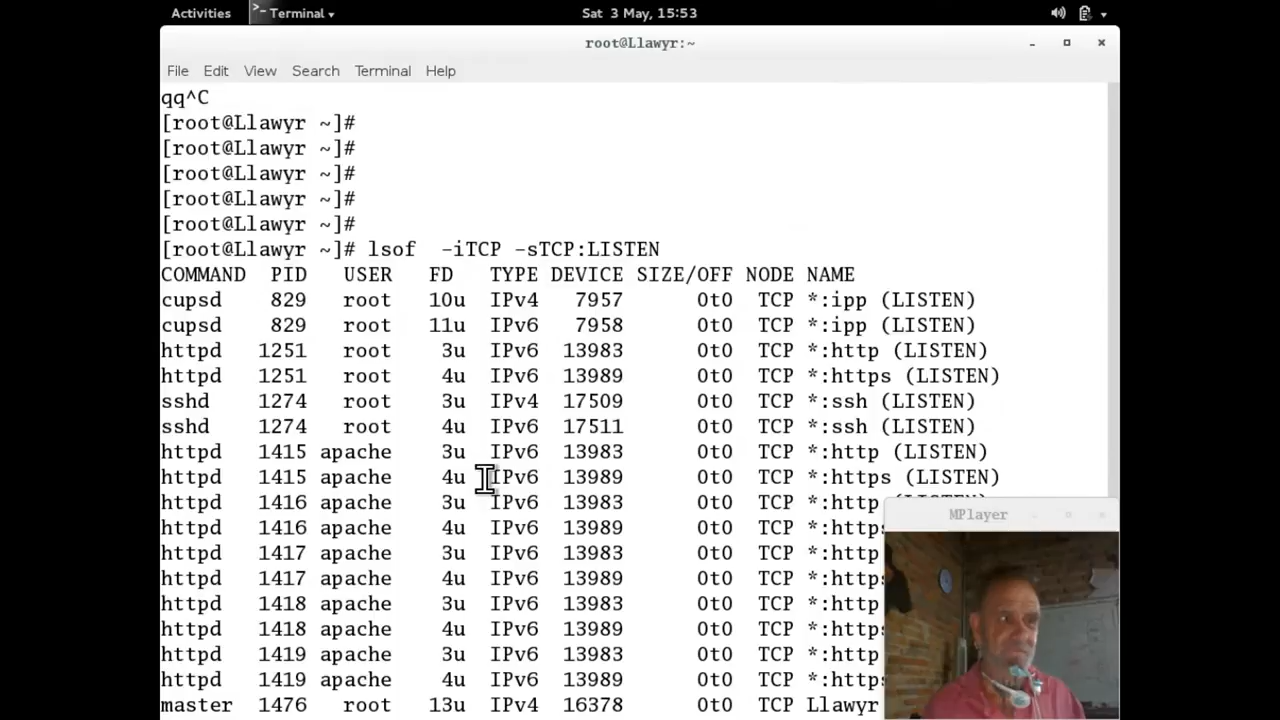 Activities Terminal Sat 3 May, 15:53
root@Llawyr:~
File Edit View Search Terminal Help
qq^C
[root@Llawyr ~]#
[root@Llawyr ~]#
[root@Llawyr ~]#
[root@Llawyr ~]#
[root@Llawyr ~]#
[root@Llawyr ~]# lsof  -iTCP -sTCP:LISTEN
COMMAND PID USER FD TYPE DEVICE SIZE/OFF NODE NAME
cupsd 829 root 10u IPv4 7957 0t0 TCP *:ipp (LISTEN)
cupsd 829 root 11u IPv6 7958 0t0 TCP *:ipp (LISTEN)
httpd 1251 root 3u IPv6 13983 0t0 TCP *:http (LISTEN)
httpd 1251 root 4u IPv6 13989 0t0 TCP *:https (LISTEN)
sshd 1274 root 3u IPv4 17509 0t0 TCP *:ssh (LISTEN)
sshd 1274 root 4u IPv6 17511 0t0 TCP *:ssh (LISTEN)
httpd 1415 apache 3u IPv6 13983 0t0 TCP *:http (LISTEN)
httpd 1415 apache 4u IPv6 13989 0t0 TCP *:https (LISTEN)
httpd 1416 apache 3u IPv6 13983 0t0 TCP *:http (LISTEN)
MPlayer
httpd 1416 apache 4u IPv6 13989 0t0 TCP *:https
httpd 1417 apache 3u IPv6 13983 0t0 TCP *:http
httpd 1417 apache 4u IPv6 13989 0t0 TCP *:https
httpd 1418 apache 3u IPv6 13983 0t0 TCP *:http
httpd 1418 apache 4u IPv6 13989 0t0 TCP *:https
httpd 1419 apache 3u IPv6 13983 0t0 TCP *:http
httpd 1419 apache 4u IPv6 13989 0t0 TCP *:https
master 1476 root 13u IPv4 16378 0t0 TCP Llawyr